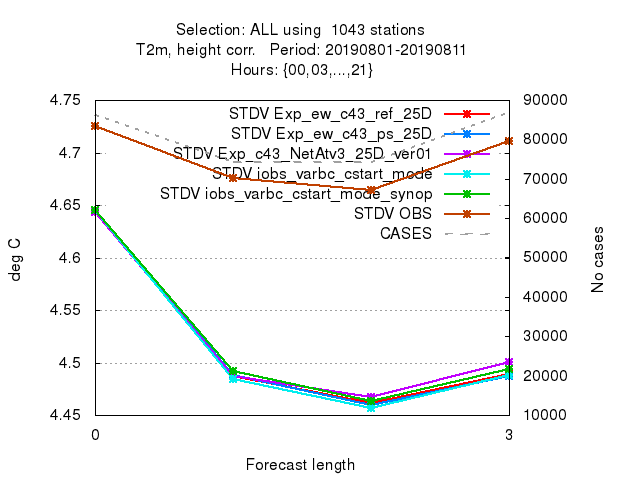 Selection: ALL using 1043 stations
T2m, height corr. Period: 20190801-20190811
Hours: {00,03,...,21}
4.75
4.7
4.65
4.6
4.55
4.5
4.45
deg C
STDV Exp_ew_c43_ref_25D
STDV Exp_ew_c43_ps_25D
STDV Exp_c43_NetAtv3_25D_ver01
STDV iobs_varbc_cstart_mode
STDV iobs_varbc_cstart_mode_synop
STDV OBS
CASES
90000
80000
70000
60000
50000
40000
30000
20000
10000
No cases
0 3
Forecast length